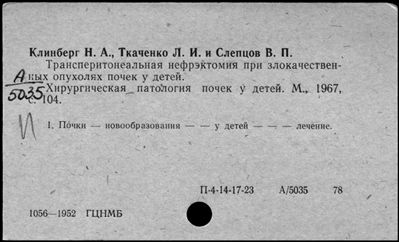 Клинберг Н. А., Ткаченко Л. И. и Слепцов В. П.
Трансперитонеальная нефрэктомия при злокачествен-
ных опухолях почек у детей.
А
5035
Хирургическая патология почек у детей. М., 1967,
с. 104.
И
1. Почки — новообразования — — у детей — — — лечение.
П-4-14-17-23 А/5035 78
1056—1952 ГЦНМБ